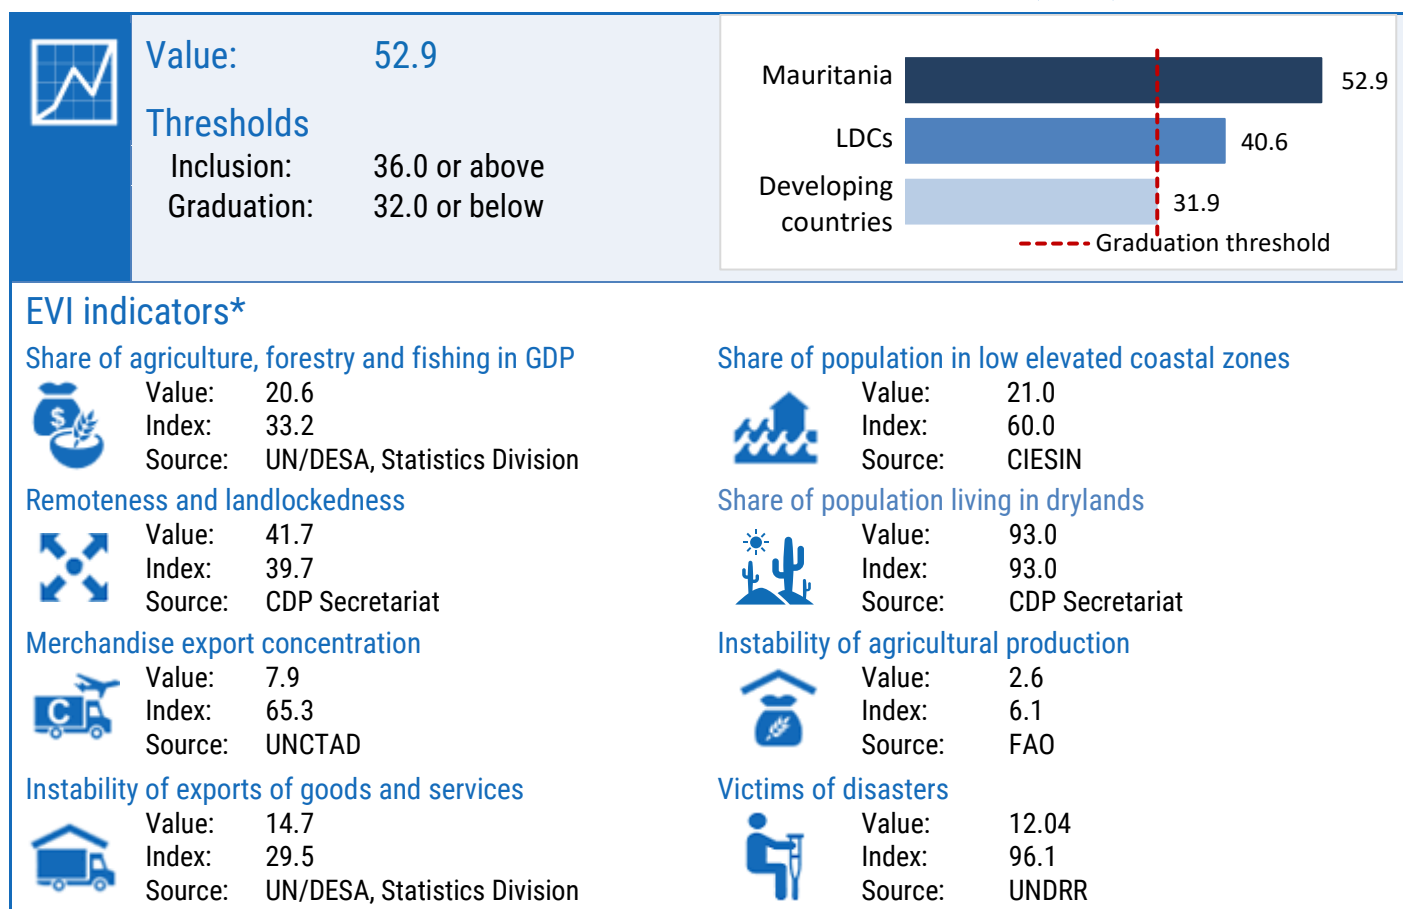 Value: 52.9
Thresholds
Inclusion: 36.0 or above
Graduation: 32.0 or below
Mauritania 52.9
LDCs 40.6
Developing
countries 31.9
Graduation threshold
EVI indicators*
Share of agriculture, forestry and fishing in GDP
Value: 20.6
Index: 33.2
Source: UN/DESA, Statistics Division
Share of population in low elevated coastal zones
Value: 21.0
Index: 60.0
Source: CIESIN
Remoteness and landlockedness
Value: 41.7
Index: 39.7
Source: CDP Secretariat
Share of population living in drylands
Value: 93.0
Index: 93.0
Source: CDP Secretariat
Merchandise export concentration
C
Value: 7.9
Index: 65.3
Source: UNCTAD
Instability of agricultural production
Value: 2.6
Index: 6.1
Source: FAO
Instability of exports of goods and services
Value: 14.7
Index: 29.5
Source: UN/DESA, Statistics Division
Victims of disasters
Value: 12.04
Index: 96.1
Source: UNDRR